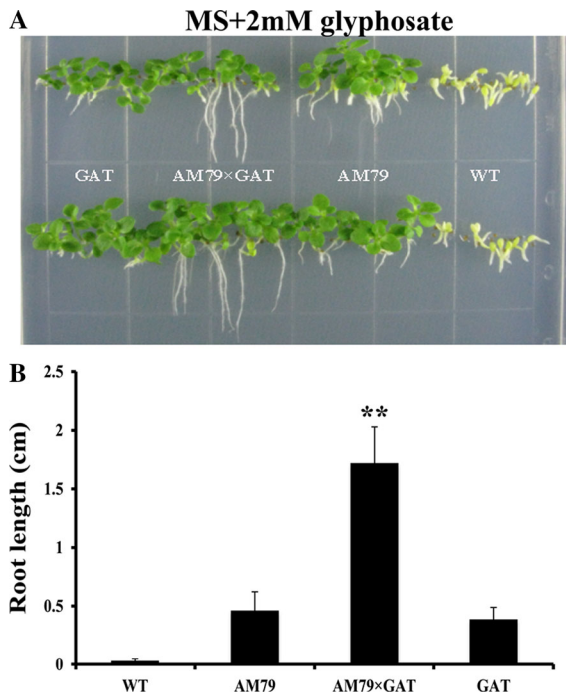 A
MS+2mM glyphosate
GAT AM79×GAT AM79 WT
B
Root length (cm)
2.5
2
1.5
1
0.5
0
**
WT AM79 AM79×GAT GAT